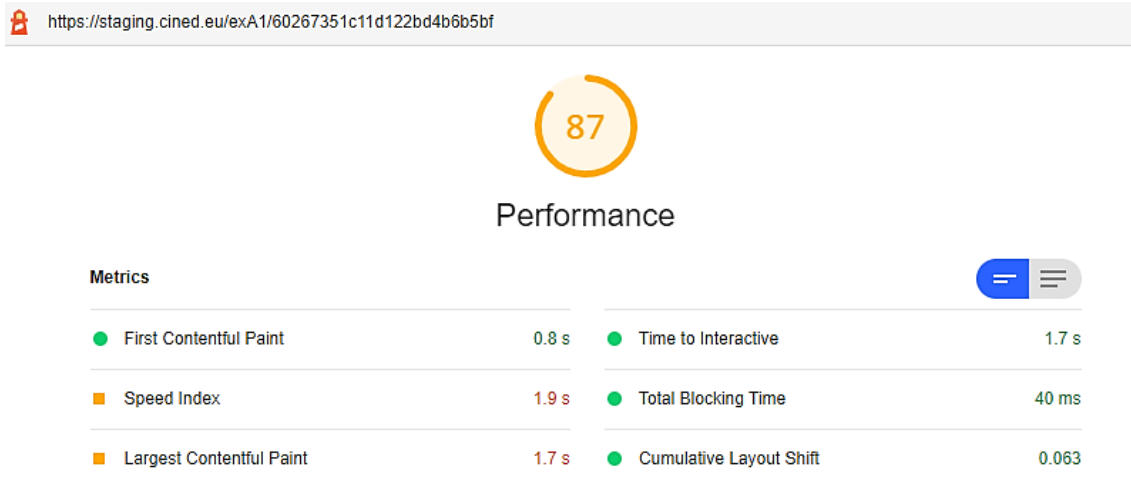 https://staging.cined.eu/exA1/60267351c11d122bd4b6b5bf
87
Performance
Metrics
First Contentful Paint 0.8 s
Time to Interactive 1.7 s
Speed Index 1.9 s
Total Blocking Time 40 ms
Largest Contentful Paint 1.7 s
Cumulative Layout Shift 0.063